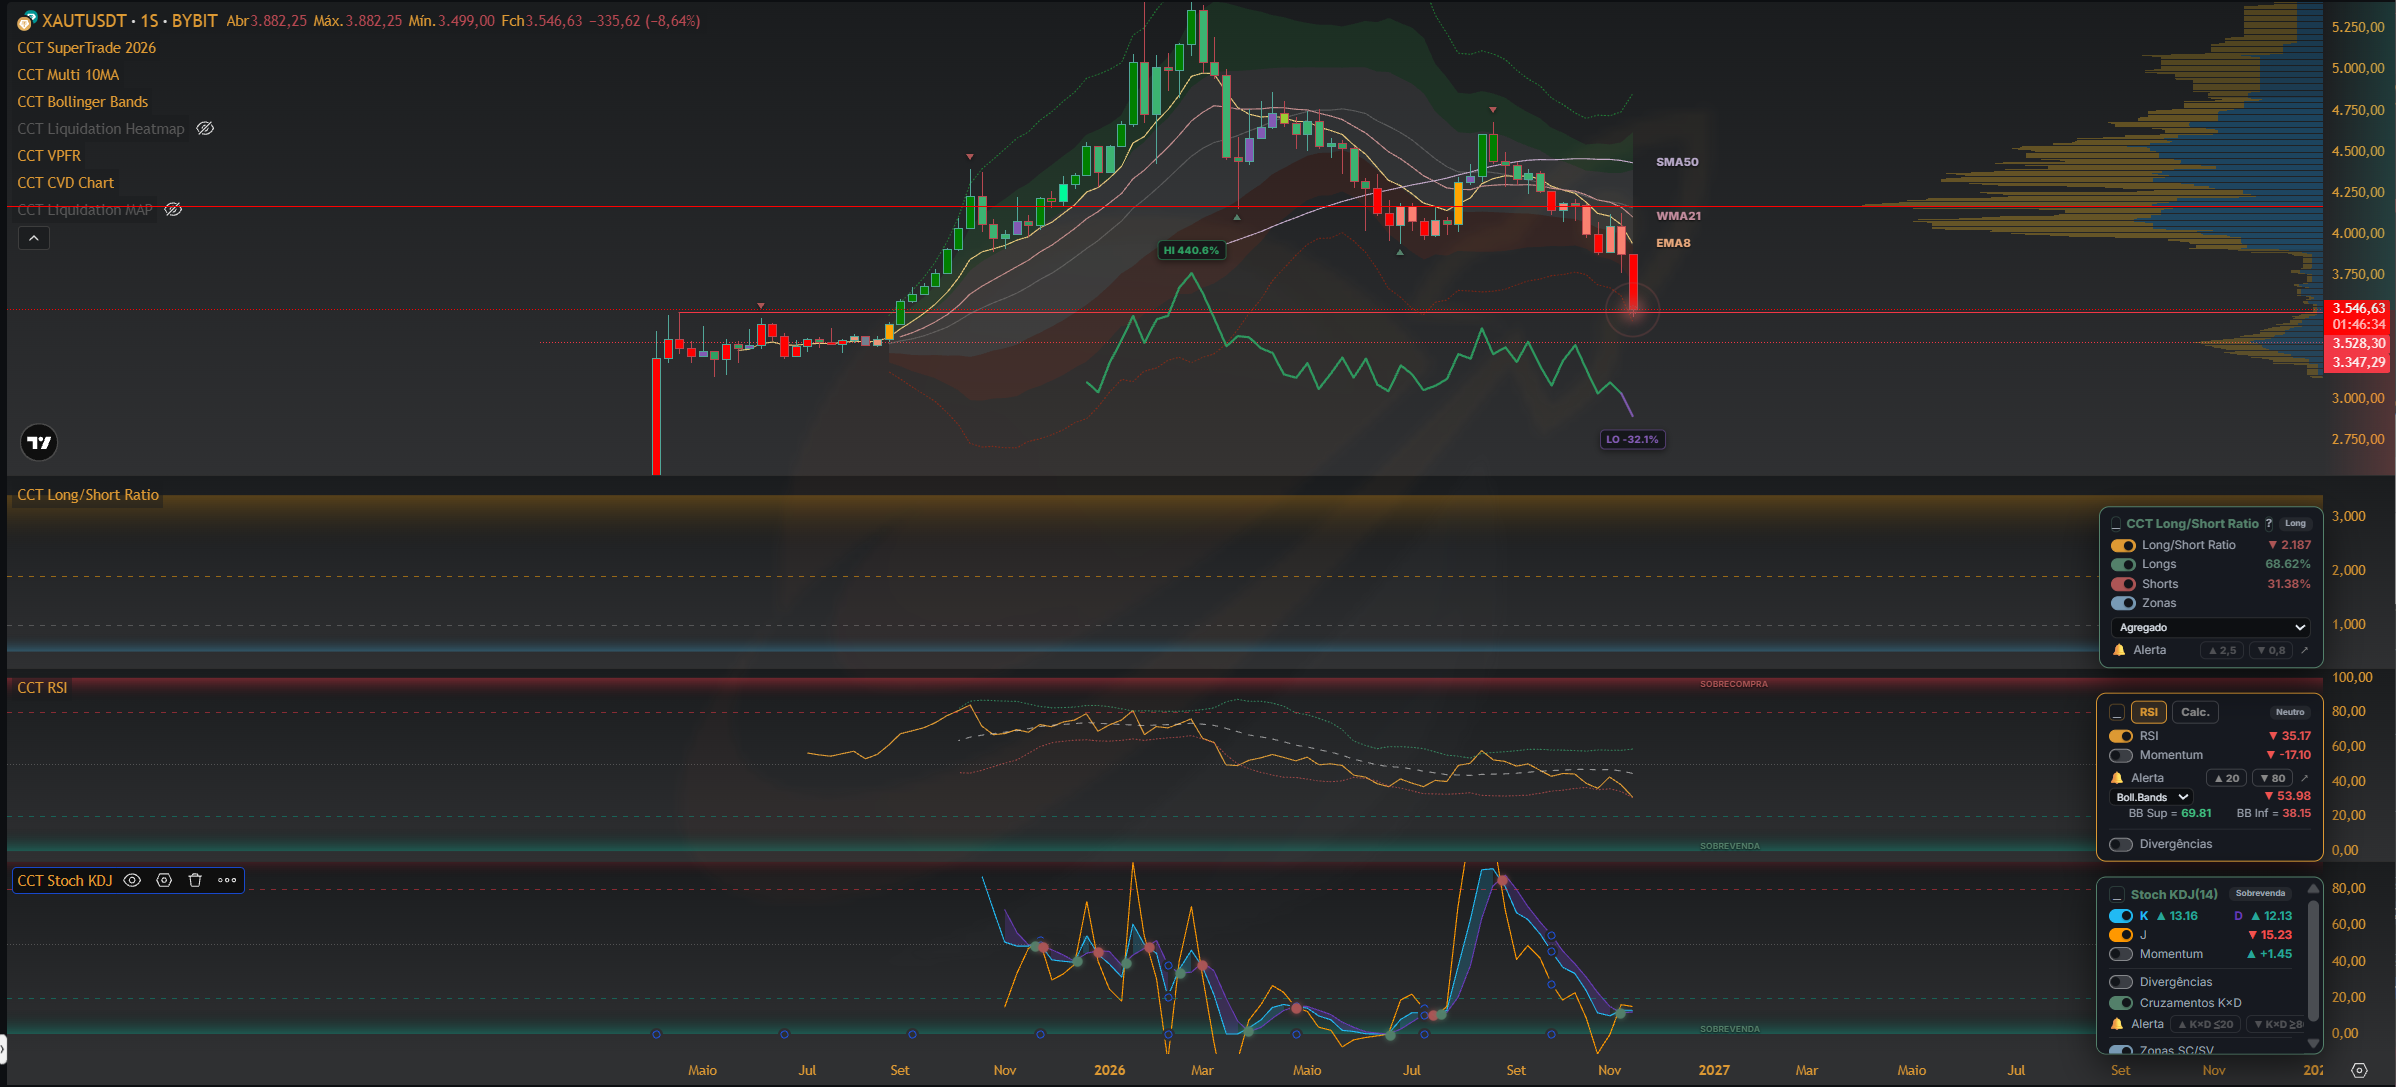 XAUTUSDT · 1S · BYBIT Abr3.882,25 Máx.3.882,25 Mín.3.499,00 Fch3.546,63 −335,62 (−8,64%)
CCT SuperTrade 2026
CCT Multi 10MA
CCT Bollinger Bands
CCT Liquidation Heatmap
CCT VPFR
CCT CVD Chart
CCT Liquidation MAP
HI 440.6%
LO -32.1%
SMA50
WMA21
EMA8
5.250,00
5.000,00
4.750,00
4.500,00
4.250,00
4.000,00
3.750,00
3.546,63
01:46:34
3.528,30
3.347,29
3.000,00
2.750,00
CCT Long/Short Ratio
3,000
2,000
1,000
CCT Long/Short Ratio ? Long
Long/Short Ratio ▼ 2.187
Longs 68.62%
Shorts 31.38%
Zonas
Agregado
Alerta ▲ 2,5 ▼ 0,8 ↗
CCT RSI
SOBRECOMPRA
SOBREVENDA
100,00
80,00
60,00
40,00
20,00
0,00
RSI Calc. Neutro
RSI ▼ 35.17
Momentum ▼ -17.10
Alerta ▲ 20 ▼ 80 ↗
Boll.Bands ▼ 53.98
BB Sup = 69.81 BB Inf = 38.15
Divergências
CCT Stoch KDJ
SOBREVENDA
80,00
60,00
40,00
20,00
0,00
Stoch KDJ(14) Sobrevenda
K ▲ 13.16 D ▲ 12.13
J ▼ 15.23
Momentum ▲ +1.45
Divergências
Cruzamentos K×D
Alerta ▲ K×D ≤20 ▼ K×D ≥8
Zonas SC/SV
Maio Jul Set Nov 2026 Mar Maio Jul Set Nov 2027 Mar Maio Jul Set Nov 202